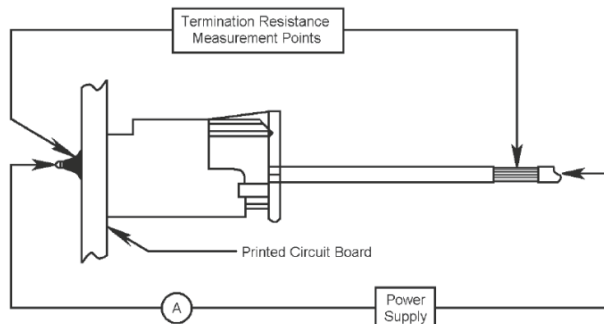 Termination Resistance
Measurement Points
Printed Circuit Board
A
Power
Supply